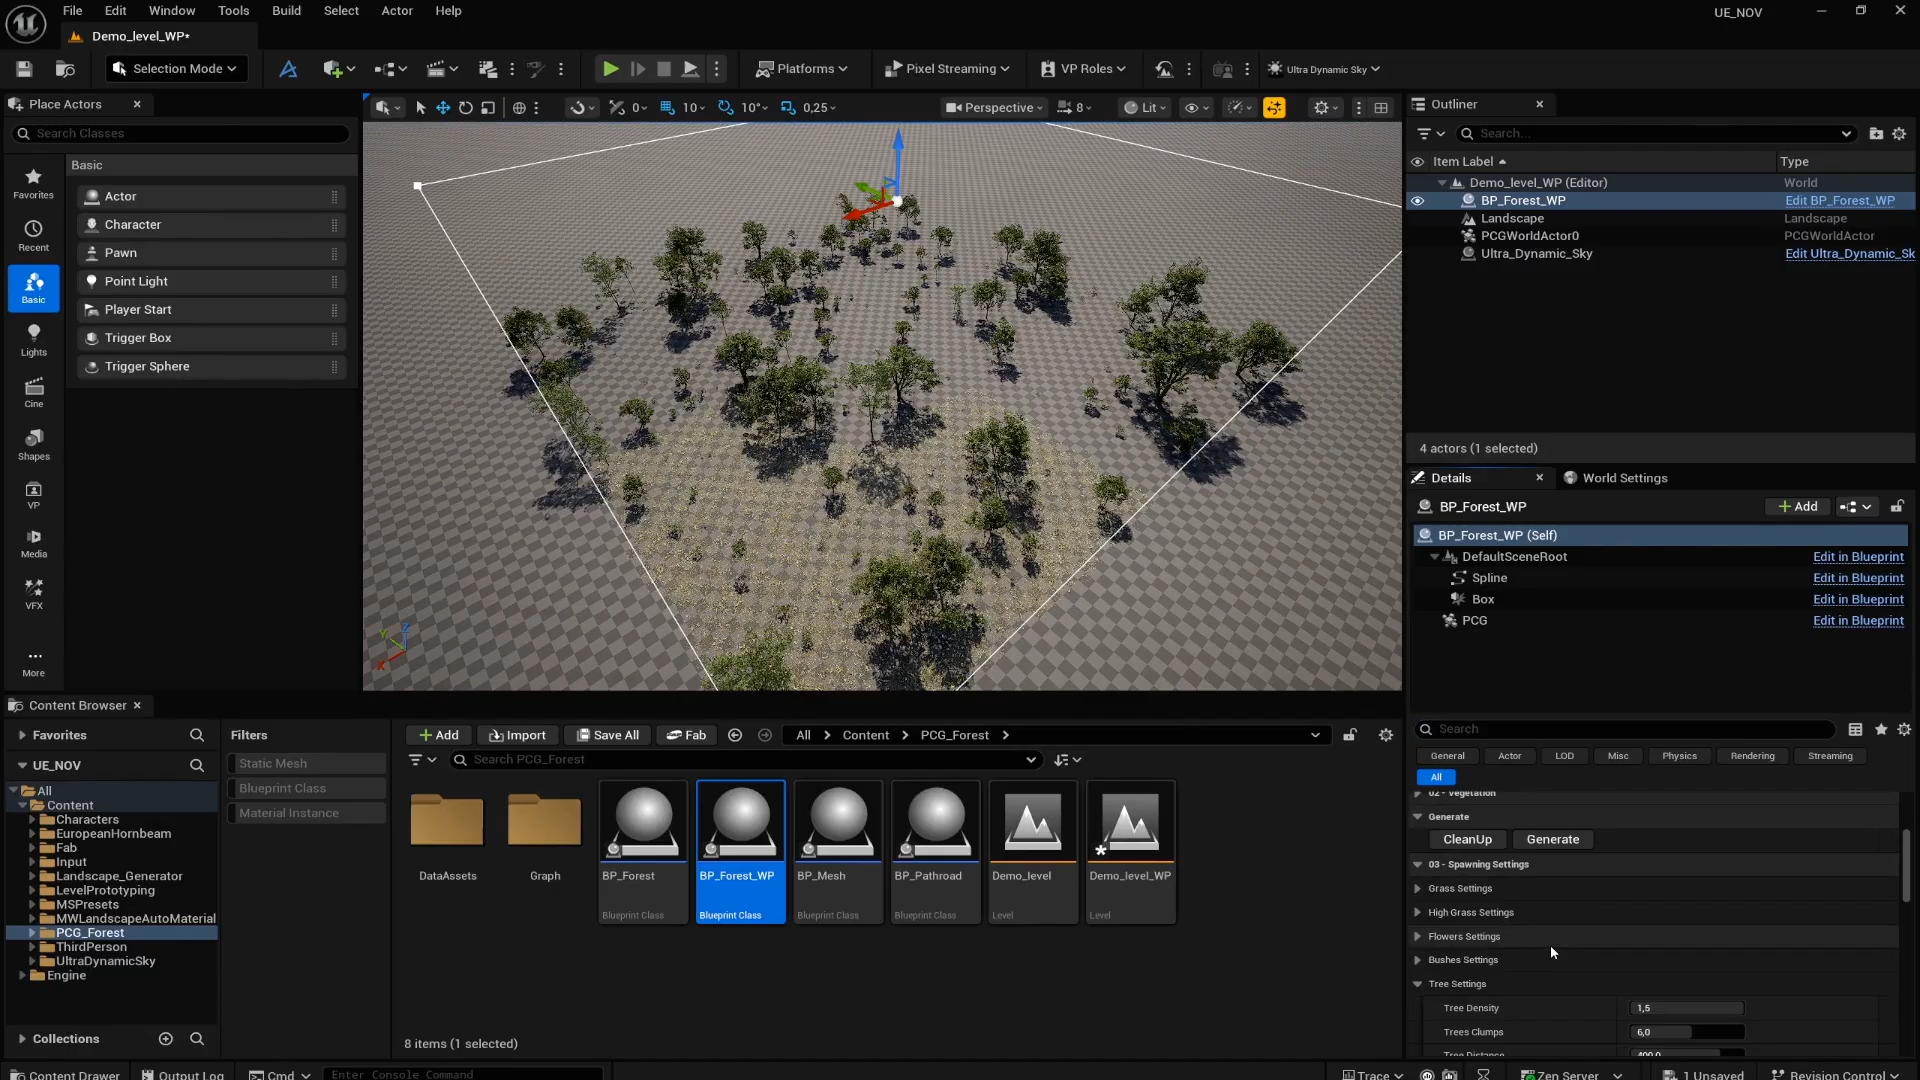 File Edit Window Tools Build Select Actor Help
UE_NOV
Demo_level_WP*
Selection Mode
Platforms
Pixel Streaming
VP Roles
Ultra Dynamic Sky
Place Actors
Search Classes
Favorites
Recent
Basic
Lights
Cine
Shapes
VP
Media
VFX
More
Basic
Actor
Character
Pawn
Point Light
Player Start
Trigger Box
Trigger Sphere
0
10
10°
0,25
Perspective
8
Lit
Z
Y
X
Outliner
Search...
Item Label Type
Demo_level_WP (Editor) World
BP_Forest_WP Edit BP_Forest_WP
Landscape Landscape
PCGWorldActor0 PCGWorldActor
Ultra_Dynamic_Sky Edit Ultra_Dynamic_Sk
4 actors (1 selected)
Details
World Settings
BP_Forest_WP
Add
BP_Forest_WP (Self)
DefaultSceneRoot Edit in Blueprint
Spline Edit in Blueprint
Box Edit in Blueprint
PCG Edit in Blueprint
Search
General Actor LOD Misc Physics Rendering Streaming
All
02 - Vegetation
Generate
CleanUp Generate
03 - Spawning Settings
Grass Settings
High Grass Settings
Flowers Settings
Bushes Settings
Tree Settings
Tree Density 1,5
Trees Clumps 6,0
Tree Distance 400,0
Content Browser
Favorites
UE_NOV
All
Content
Characters
EuropeanHornbeam
Fab
Input
Landscape_Generator
LevelPrototyping
MSPresets
MWLandscapeAutoMaterial
PCG_Forest
ThirdPerson
UltraDynamicSky
Engine
Collections
Filters
Static Mesh
Blueprint Class
Material Instance
Add Import Save All Fab
All Content PCG_Forest
Search PCG_Forest
DataAssets
Graph
BP_Forest
Blueprint Class
BP_Forest_WP
Blueprint Class
BP_Mesh
Blueprint Class
BP_Pathroad
Blueprint Class
Demo_level
Level
Demo_level_WP
Level
8 items (1 selected)
Content Drawer Output Log Cmd Enter Console Command
Trace Zen Server 1 Unsaved Revision Control